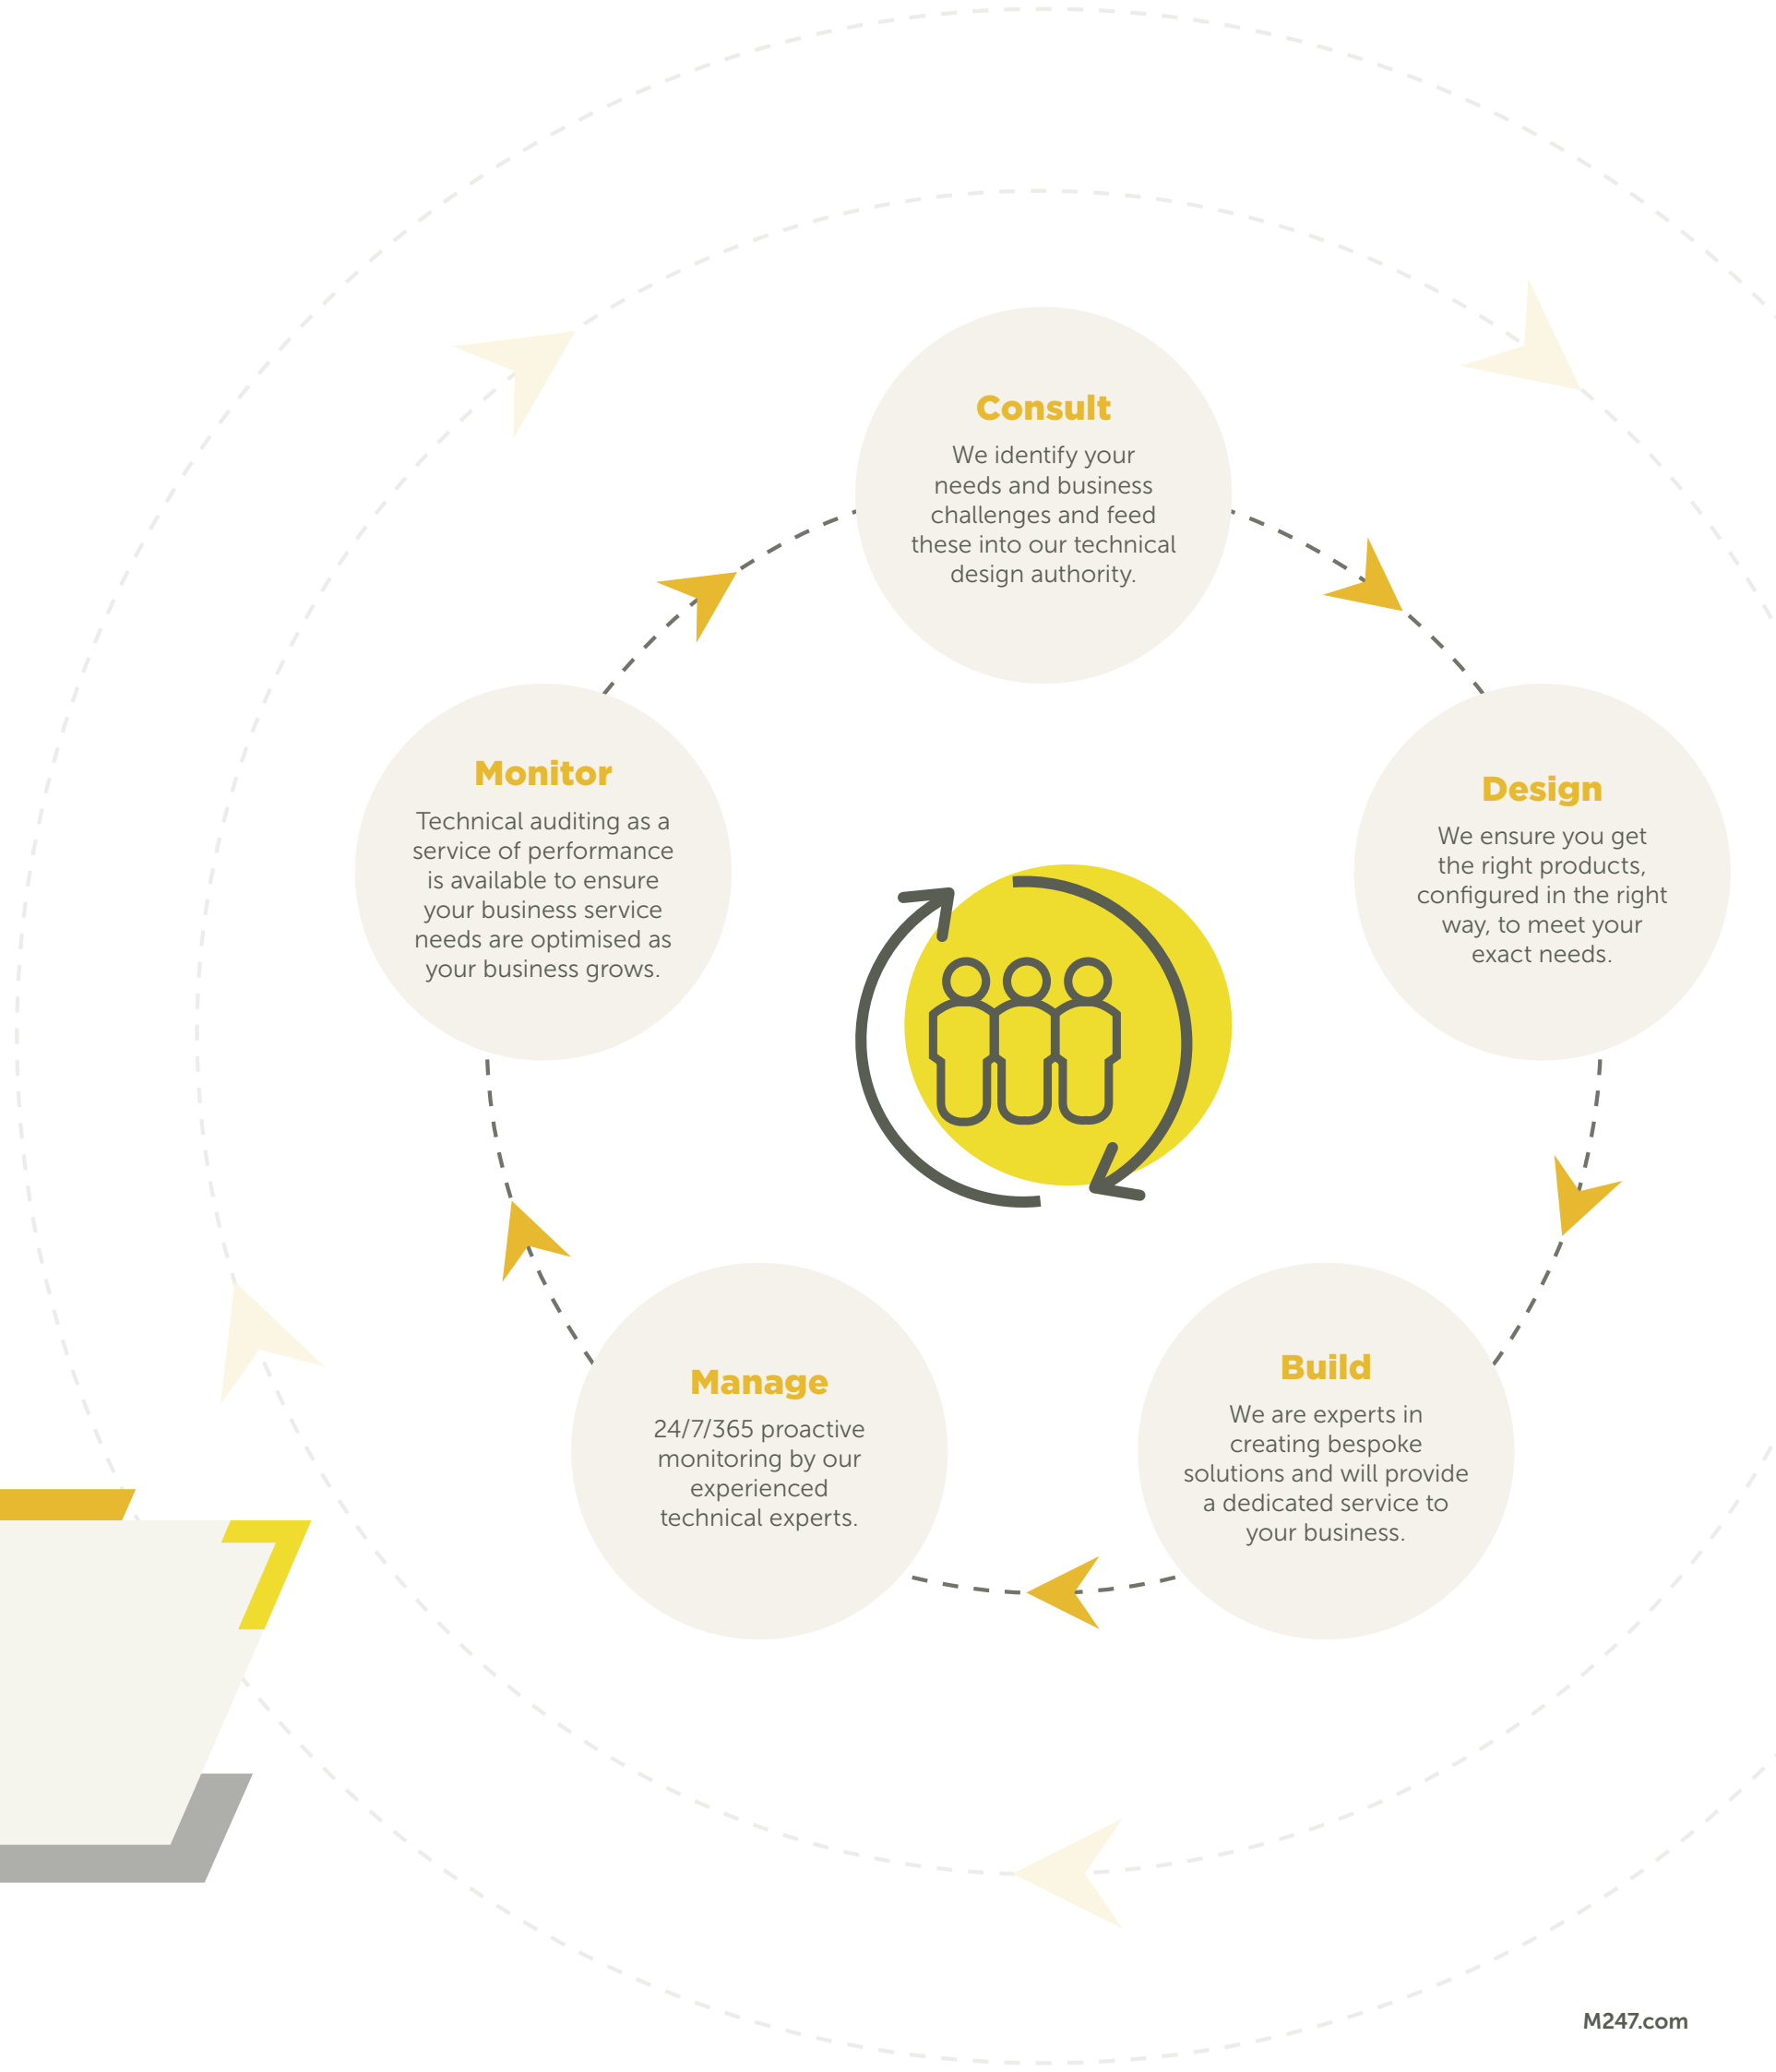 Consult
We identify your
needs and business
challenges and feed
these into our technical
design authority.
Design
We ensure you get
the right products,
configured in the right
way, to meet your
exact needs.
Build
We are experts in
creating bespoke
solutions and will provide
a dedicated service to
your business.
Manage
24/7/365 proactive
monitoring by our
experienced
technical experts.
Monitor
Technical auditing as a
service of performance
is available to ensure
your business service
needs are optimised as
your business grows.
M247.com